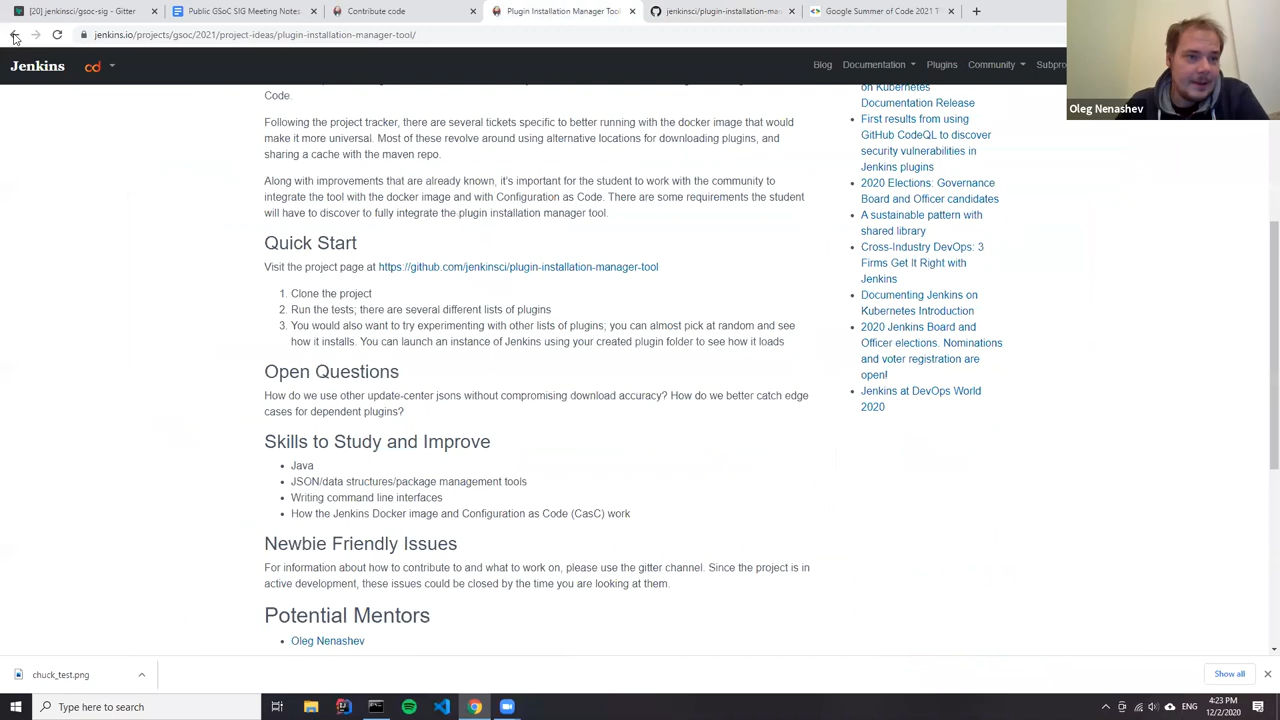 [20] jenkinsci/gsoc-sig - Gitter
Public GSoC SIG Meeting Notes
Contribute code
Plugin Installation Manager Tool
jenkinsci/plugin-installation-man
Google Summer of Code 2021 T
jenkins.io/projects/gsoc/2021/project-ideas/plugin-installation-manager-tool/
Jenkins
cd
Blog
Documentation
Plugins
Community
Subpro
Oleg Nenashev
Code.
Following the project tracker, there are several tickets specific to better running with the docker image that would
make it more universal. Most of these revolve around using alternative locations for downloading plugins, and
sharing a cache with the maven repo.
Along with improvements that are already known, it's important for the student to work with the community to
integrate the tool with the docker image and with Configuration as Code. There are some requirements the student
will have to discover to fully integrate the plugin installation manager tool.
Quick Start
Visit the project page at https://github.com/jenkinsci/plugin-installation-manager-tool
1. Clone the project
2. Run the tests; there are several different lists of plugins
3. You would also want to try experimenting with other lists of plugins; you can almost pick at random and see
how it installs. You can launch an instance of Jenkins using your created plugin folder to see how it loads
Open Questions
How do we use other update-center jsons without compromising download accuracy? How do we better catch edge
cases for dependent plugins?
Skills to Study and Improve
• Java
• JSON/data structures/package management tools
• Writing command line interfaces
• How the Jenkins Docker image and Configuration as Code (CasC) work
Newbie Friendly Issues
For information about how to contribute to and what to work on, please use the gitter channel. Since the project is in
active development, these issues could be closed by the time you are looking at them.
Potential Mentors
• Oleg Nenashev
on Kubernetes
Documentation Release
• First results from using
GitHub CodeQL to discover
security vulnerabilities in
Jenkins plugins
• 2020 Elections: Governance
Board and Officer candidates
• A sustainable pattern with
shared library
• Cross-Industry DevOps: 3
Firms Get It Right with
Jenkins
• Documenting Jenkins on
Kubernetes Introduction
• 2020 Jenkins Board and
Officer elections. Nominations
and voter registration are
open!
• Jenkins at DevOps World
2020
chuck_test.png
Show all
Type here to search
ENG
4:23 PM
12/2/2020